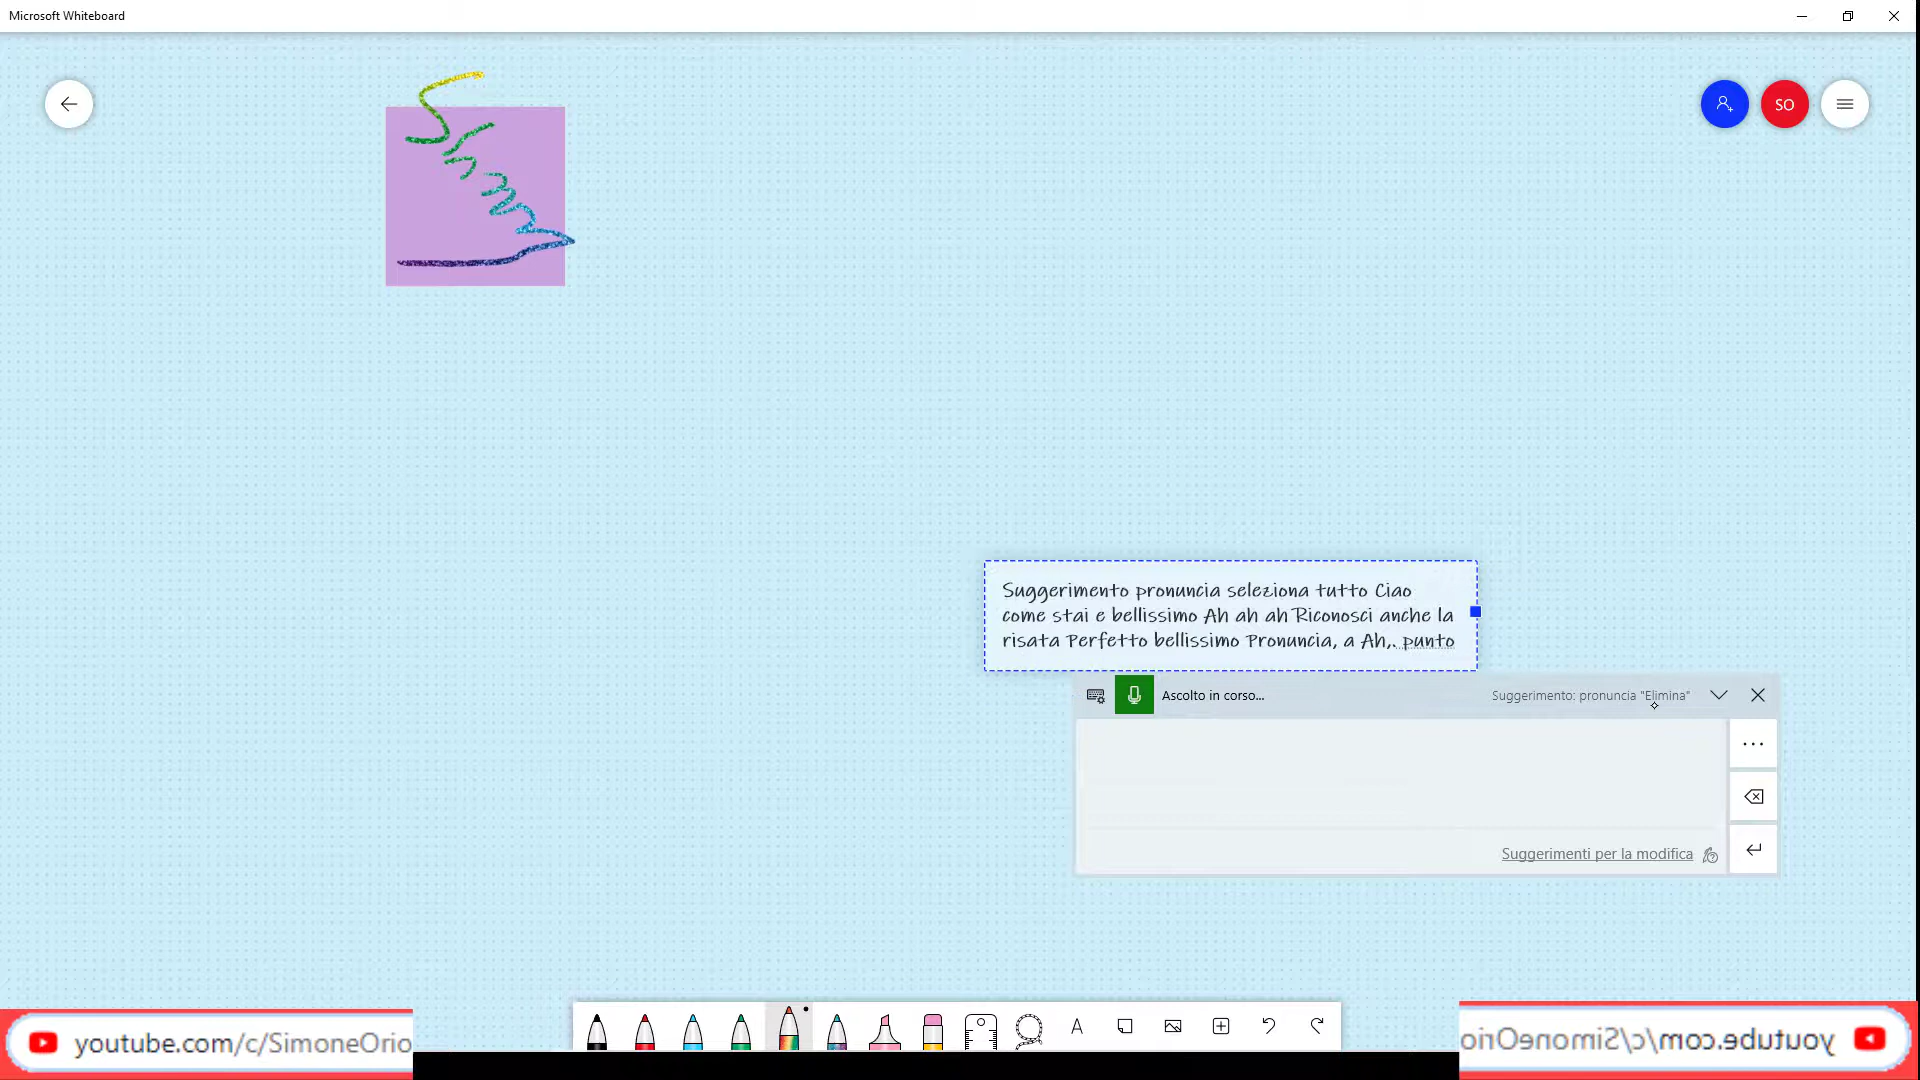 Microsoft Whiteboard
SO
Suggerimento pronuncia seleziona tutto Ciao
come stai e bellissimo Ah ah ah Riconosci anche la
risata Perfetto bellissimo Pronuncia, a Ah,. punto
Ascolto in corso...
Suggerimento: pronuncia "Elimina"
Suggerimenti per la modifica
A
youtube.com/c/SimoneOrio
youtube.com/c/SimoneOrio